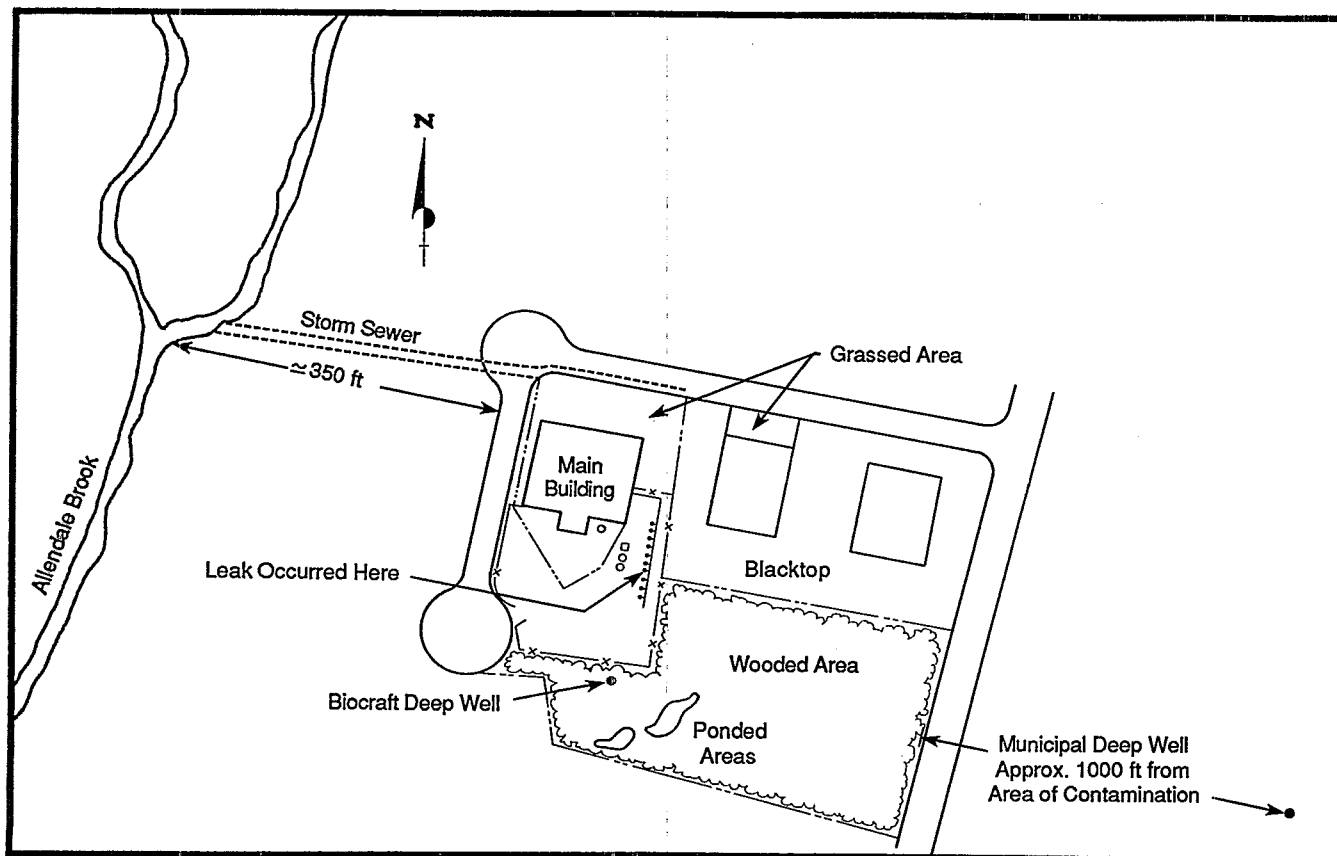 N
Storm Sewer
≃350 ft
Grassed Area
Main
Building
Allendale Brook
Leak Occurred Here
Blacktop
Wooded Area
Biocraft Deep Well
Ponded
Areas
Municipal Deep Well
Approx. 1000 ft from
Area of Contamination